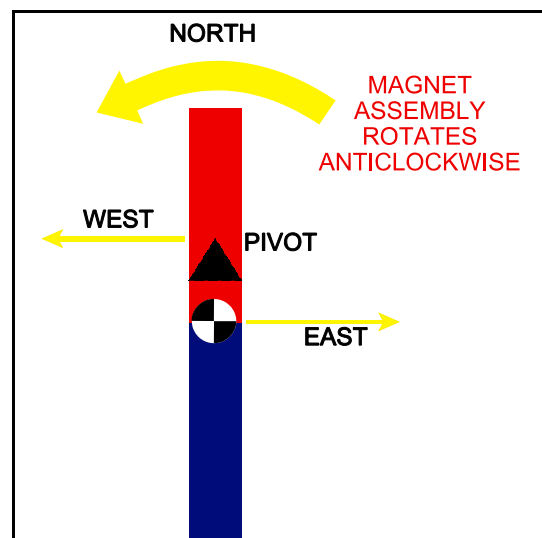 NORTH
MAGNET
ASSEMBLY
ROTATES
ANTICLOCKWISE
WEST
PIVOT
EAST